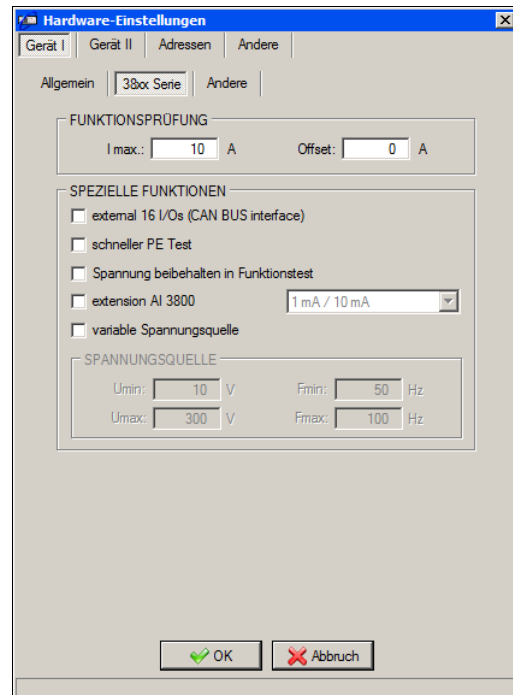 Hardware-Einstellungen
Gerät I Gerät II Adressen Andere
Allgemein 38xx Serie Andere
FUNKTIONSPRÜFUNG
I max.: 10 A Offset: 0 A
SPEZIELLE FUNKTIONEN
external 16 I/Os (CAN BUS interface)
schneller PE Test
Spannung beibehalten in Funktionstest
extension AI 3800 1 mA / 10 mA
variable Spannungsquelle
SPANNUNGSQUELLE
Umin: 10 V Fmin: 50 Hz
Umax: 300 V Fmax: 100 Hz
OK Abbruch